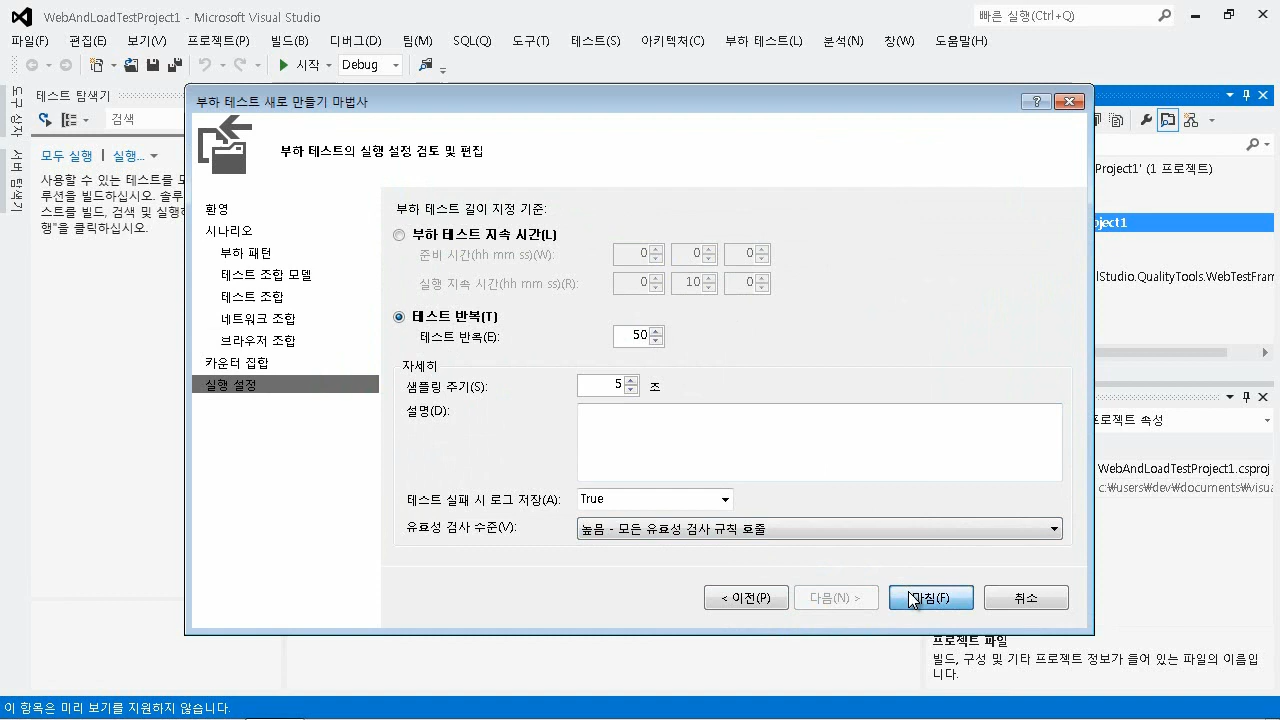 WebAndLoadTestProject1 - Microsoft Visual Studio
빠른 실행(Ctrl+Q)
파일(F) 편집(E) 보기(V) 프로젝트(P) 빌드(B) 디버그(D) 팀(M) SQL(Q) 도구(T) 테스트(S) 아키텍처(C) 부하 테스트(L) 분석(N) 창(W) 도움말(H)
시작 Debug
도구 상자
서버 탐색기
테스트 탐색기
검색
모두 실행 | 실행...
사용할 수 있는 테스트를 모
루션을 빌드하십시오. 솔루
스트를 빌드, 검색 및 실행하
행"을 클릭하십시오.
부하 테스트 새로 만들기 마법사
부하 테스트의 실행 설정 검토 및 편집
환영
시나리오
부하 패턴
테스트 조합 모델
테스트 조합
네트워크 조합
브라우저 조합
카운터 집합
실행 설정
부하 테스트 길이 지정 기준:
부하 테스트 지속 시간(L)
준비 시간(hh mm ss)(W): 0 0 0
실행 지속 시간(hh mm ss)(R): 0 10 0
테스트 반복(T)
테스트 반복(E): 50
자세히
샘플링 주기(S): 5 초
설명(D):
테스트 실패 시 로그 저장(A): True
유효성 검사 수준(V): 높음 - 모든 유효성 검사 규칙 호출
< 이전(P) 다음(N) > 마침(F) 취소
Project1' (1 프로젝트)
oject1
lStudio.QualityTools.WebTestFram
프로젝트 속성
WebAndLoadTestProject1.csproj
c:₩users₩dev₩documents₩visua
프로젝트 파일
빌드, 구성 및 기타 프로젝트 정보가 들어 있는 파일의 이름입
니다.
이 항목은 미리 보기를 지원하지 않습니다.